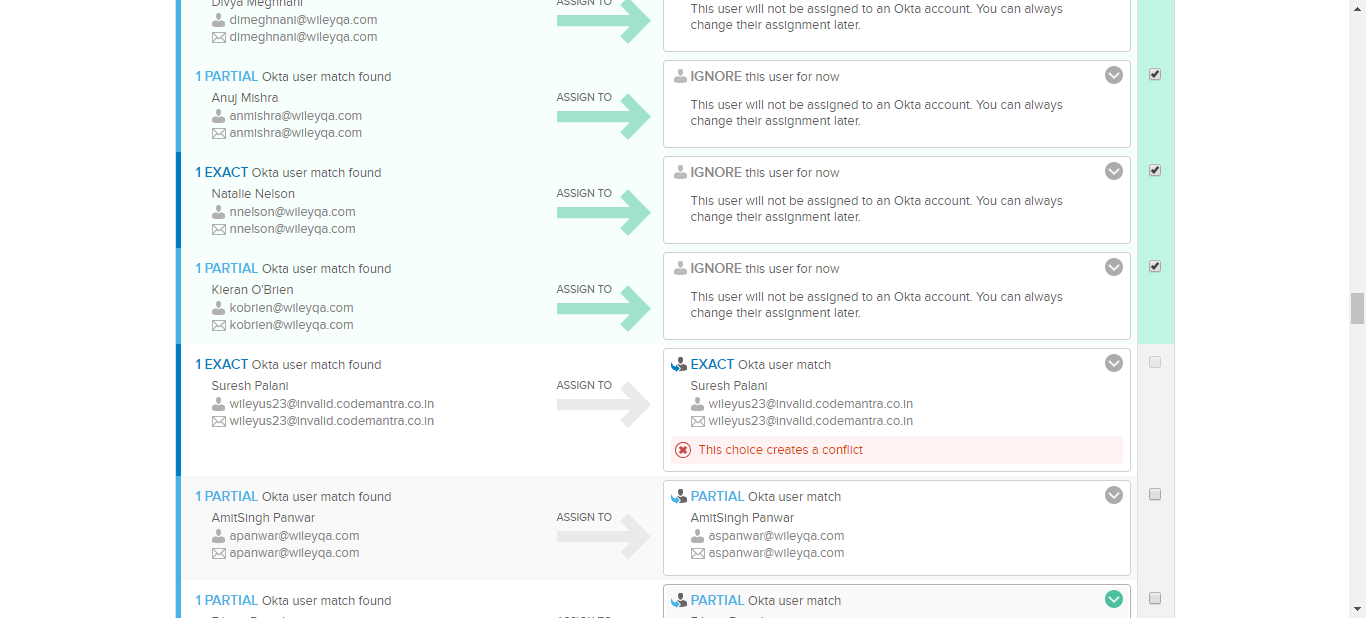 Divya Meghnani
dimeghnani@wileyqa.com
dimeghnani@wileyqa.com
ASSIGN TO
This user will not be assigned to an Okta account. You can always
change their assignment later.
1 PARTIAL Okta user match found
Anuj Mishra
anmishra@wileyqa.com
anmishra@wileyqa.com
ASSIGN TO
IGNORE this user for now
This user will not be assigned to an Okta account. You can always
change their assignment later.
1 EXACT Okta user match found
Natalie Nelson
nnelson@wileyqa.com
nnelson@wileyqa.com
ASSIGN TO
IGNORE this user for now
This user will not be assigned to an Okta account. You can always
change their assignment later.
1 PARTIAL Okta user match found
Kieran O'Brien
kobrien@wileyqa.com
kobrien@wileyqa.com
ASSIGN TO
IGNORE this user for now
This user will not be assigned to an Okta account. You can always
change their assignment later.
1 EXACT Okta user match found
Suresh Palani
wileyus23@invalid.codemantra.co.in
wileyus23@invalid.codemantra.co.in
ASSIGN TO
EXACT Okta user match
Suresh Palani
wileyus23@invalid.codemantra.co.in
wileyus23@invalid.codemantra.co.in
This choice creates a conflict
1 PARTIAL Okta user match found
AmitSingh Panwar
apanwar@wileyqa.com
apanwar@wileyqa.com
ASSIGN TO
PARTIAL Okta user match
AmitSingh Panwar
aspanwar@wileyqa.com
aspanwar@wileyqa.com
1 PARTIAL Okta user match found
ASSIGN TO
PARTIAL Okta user match